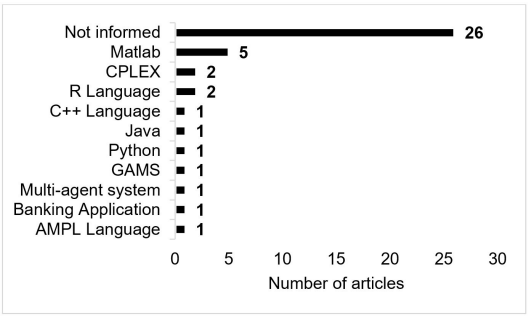 Not informed 26
Matlab 5
CPLEX 2
R Language 2
C++ Language 1
Java 1
Python 1
GAMS 1
Multi-agent system 1
Banking Application 1
AMPL Language 1
0 5 10 15 20 25 30
Number of articles